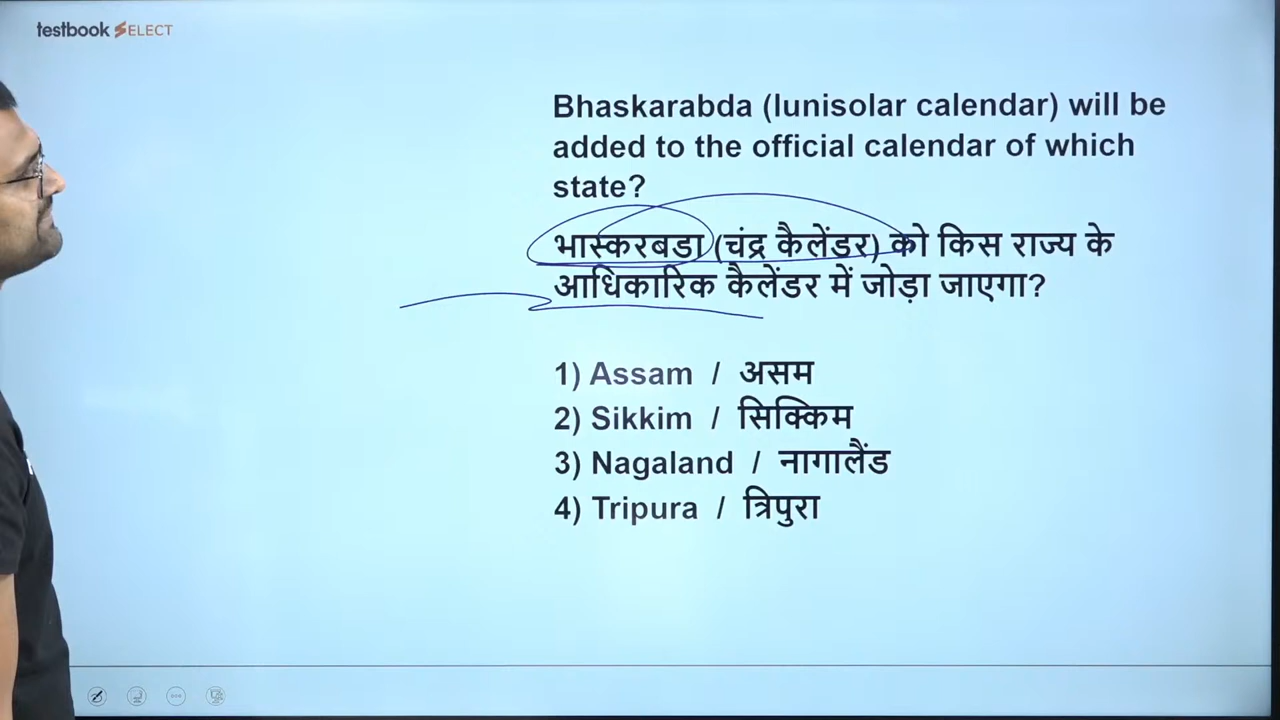 testbook SELECT
Bhaskarabda (lunisolar calendar) will be
added to the official calendar of which
state?
भास्करबडा (चंद्र कैलेंडर) को किस राज्य के
आधिकारिक कैलेंडर में जोड़ा जाएगा?
1) Assam / असम
2) Sikkim / सिक्किम
3) Nagaland / नागालैंड
4) Tripura / त्रिपुरा